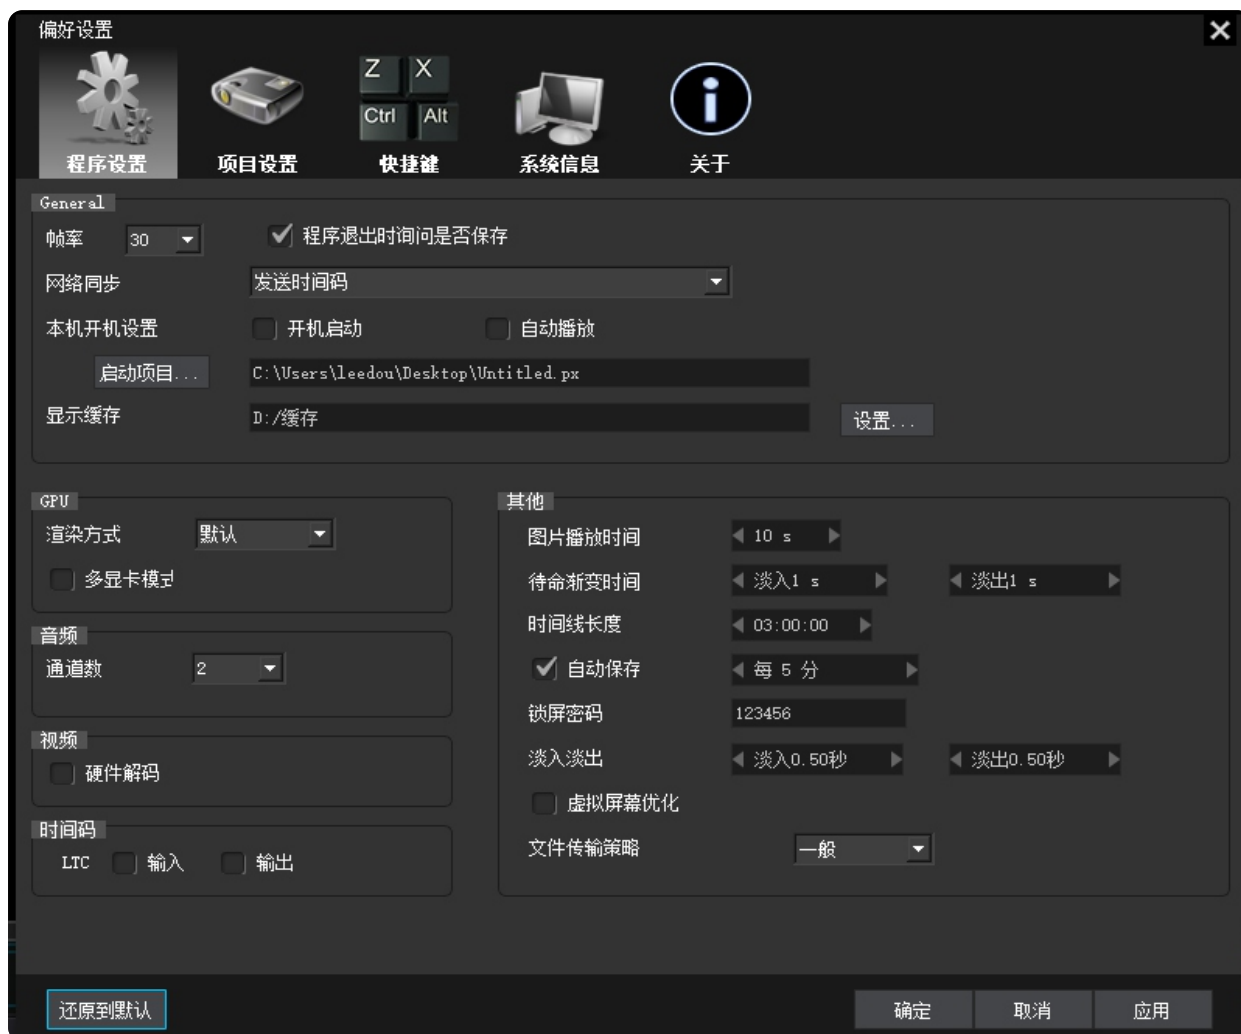 偏好设置
Z X
Ctrl Alt
程序设置 项目设置 快捷键 系统信息 关于
General
帧率 30 程序退出时询问是否保存
网络同步 发送时间码
本机开机设置 开机启动 自动播放
启动项目... C:\Users\leedou\Desktop\Untitled.px
显示缓存 D:/缓存 设置...
GPU
渲染方式 默认
多显卡模式
音频
通道数 2
视频
硬件解码
时间码
LTC 输入 输出
其他
图片播放时间 10 s
待命渐变时间 淡入1 s 淡出1 s
时间线长度 03:00:00
自动保存 每 5 分
锁屏密码 123456
淡入淡出 淡入0.50秒 淡出0.50秒
虚拟屏幕优化
文件传输策略 一般
还原到默认 确定 取消 应用